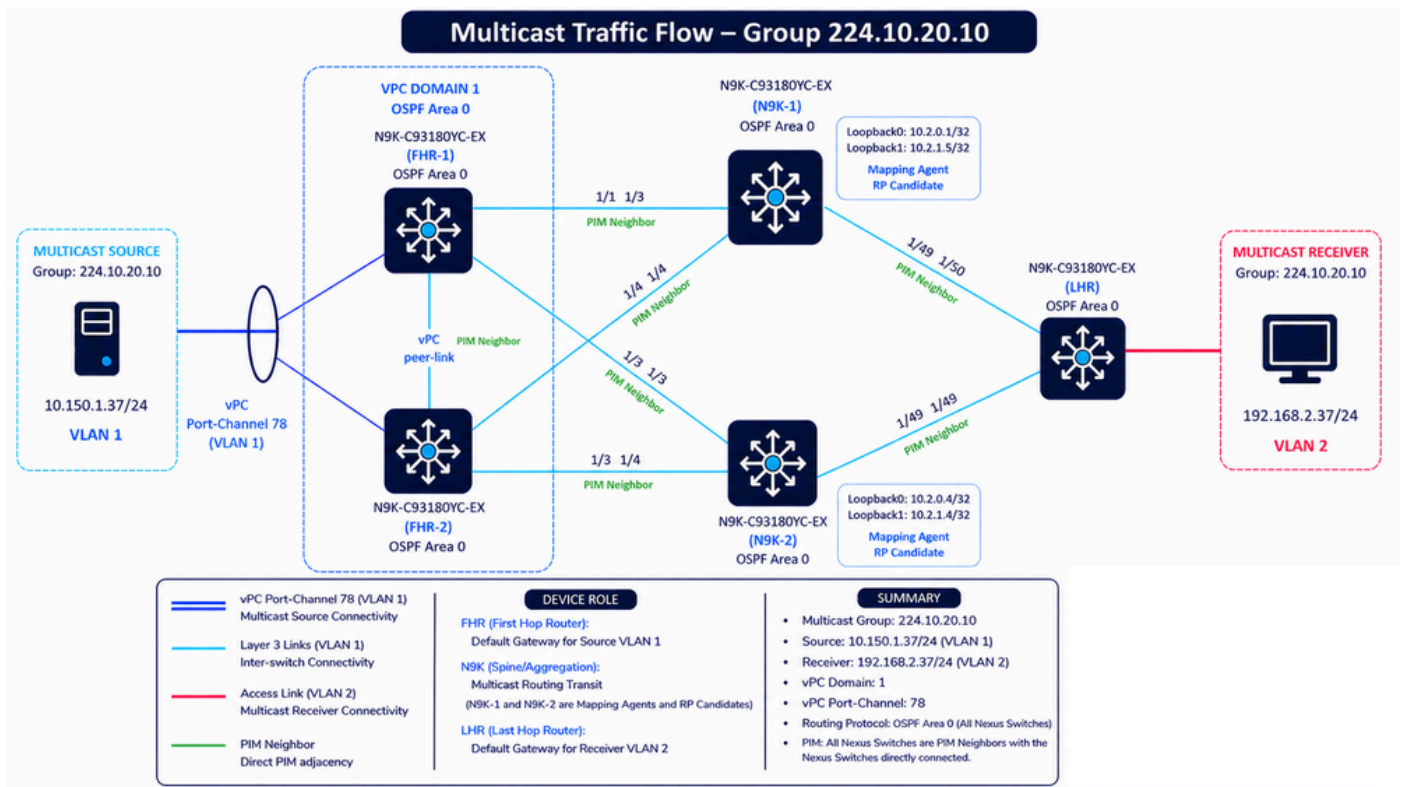 Multicast Traffic Flow – Group 224.10.20.10
VPC DOMAIN 1
OSPF Area 0
N9K-C93180YC-EX
(FHR-1)
OSPF Area 0
N9K-C93180YC-EX
(N9K-1)
OSPF Area 0
Loopback0: 10.2.0.1/32
Loopback1: 10.2.1.5/32
Mapping Agent
RP Candidate
1/1 1/3
PIM Neighbor
MULTICAST SOURCE
Group: 224.10.20.10
10.150.1.37/24
VLAN 1
vPC
Port-Channel 78
(VLAN 1)
vPC
peer-link
PIM Neighbor
1/4 1/4
PIM Neighbor
1/3 1/3
PIM Neighbor
1/49 1/50
PIM Neighbor
N9K-C93180YC-EX
(LHR)
OSPF Area 0
MULTICAST RECEIVER
Group: 224.10.20.10
192.168.2.37/24
VLAN 2
1/49 1/49
PIM Neighbor
1/3 1/4
PIM Neighbor
N9K-C93180YC-EX
(FHR-2)
OSPF Area 0
N9K-C93180YC-EX
(N9K-2)
OSPF Area 0
Loopback0: 10.2.0.4/32
Loopback1: 10.2.1.4/32
Mapping Agent
RP Candidate
vPC Port-Channel 78 (VLAN 1)
Multicast Source Connectivity
Layer 3 Links (VLAN 1)
Inter-switch Connectivity
Access Link (VLAN 2)
Multicast Receiver Connectivity
PIM Neighbor
Direct PIM adjacency
DEVICE ROLE
FHR (First Hop Router):
Default Gateway for Source VLAN 1
N9K (Spine/Aggregation):
Multicast Routing Transit
(N9K-1 and N9K-2 are Mapping Agents and RP Candidates)
LHR (Last Hop Router):
Default Gateway for Receiver VLAN 2
SUMMARY
• Multicast Group: 224.10.20.10
• Source: 10.150.1.37/24 (VLAN 1)
• Receiver: 192.168.2.37/24 (VLAN 2)
• vPC Domain: 1
• vPC Port-Channel: 78
• Routing Protocol: OSPF Area 0 (All Nexus Switches)
• PIM: All Nexus Switches are PIM Neighbors with the
Nexus Switches directly connected.